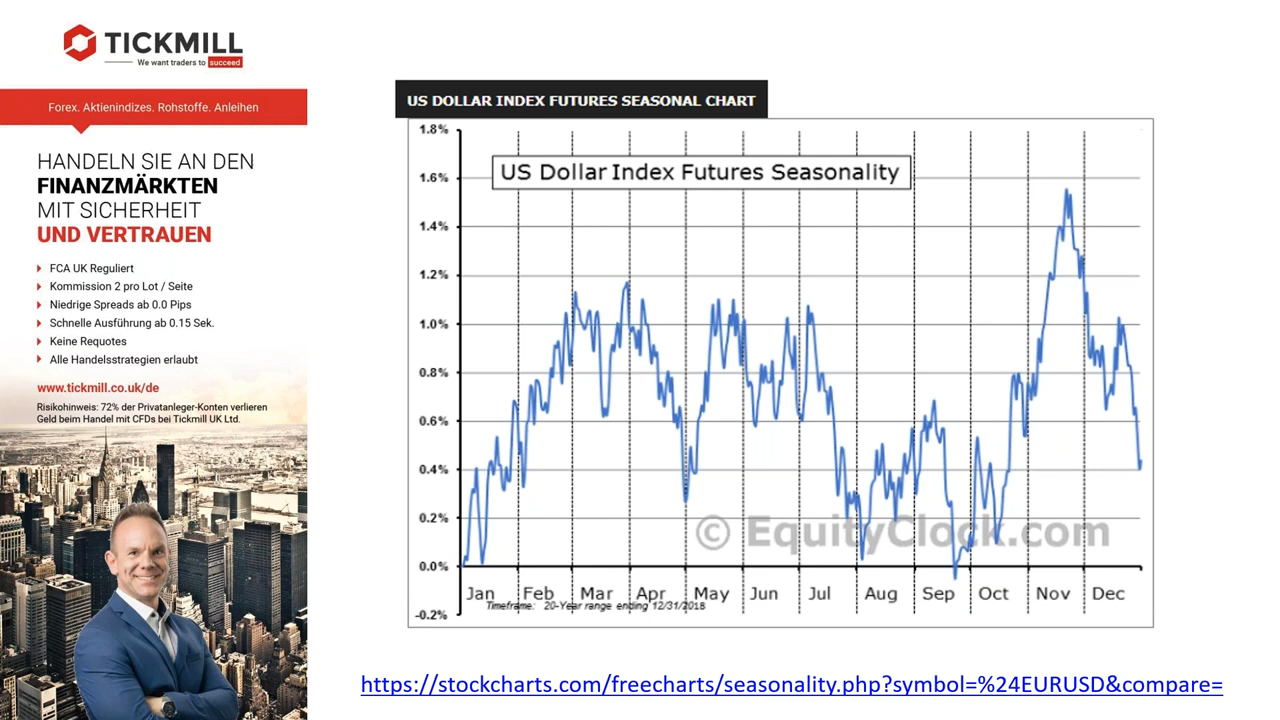 TICKMILL
We want traders to succeed
Forex. Aktienindizes. Rohstoffe. Anleihen
HANDELN SIE AN DEN
FINANZMÄRKTEN
MIT SICHERHEIT
UND VERTRAUEN
FCA UK Reguliert
Kommission 2 pro Lot / Seite
Niedrige Spreads ab 0.0 Pips
Schnelle Ausführung ab 0.15 Sek.
Keine Requotes
Alle Handelsstrategien erlaubt
www.tickmill.co.uk/de
Risikohinweis: 72% der Privatanleger-Konten verlieren
Geld beim Handel mit CFDs bei Tickmill UK Ltd.
US DOLLAR INDEX FUTURES SEASONAL CHART
US Dollar Index Futures Seasonality
1.8%
1.6%
1.4%
1.2%
1.0%
0.8%
0.6%
0.4%
0.2%
0.0%
-0.2%
© EquityClock.com
Jan Feb Mar Apr May Jun Jul Aug Sep Oct Nov Dec
Timeframe: 20-Year range ending 12/31/2018
https://stockcharts.com/freecharts/seasonality.php?symbol=%24EURUSD&compare=